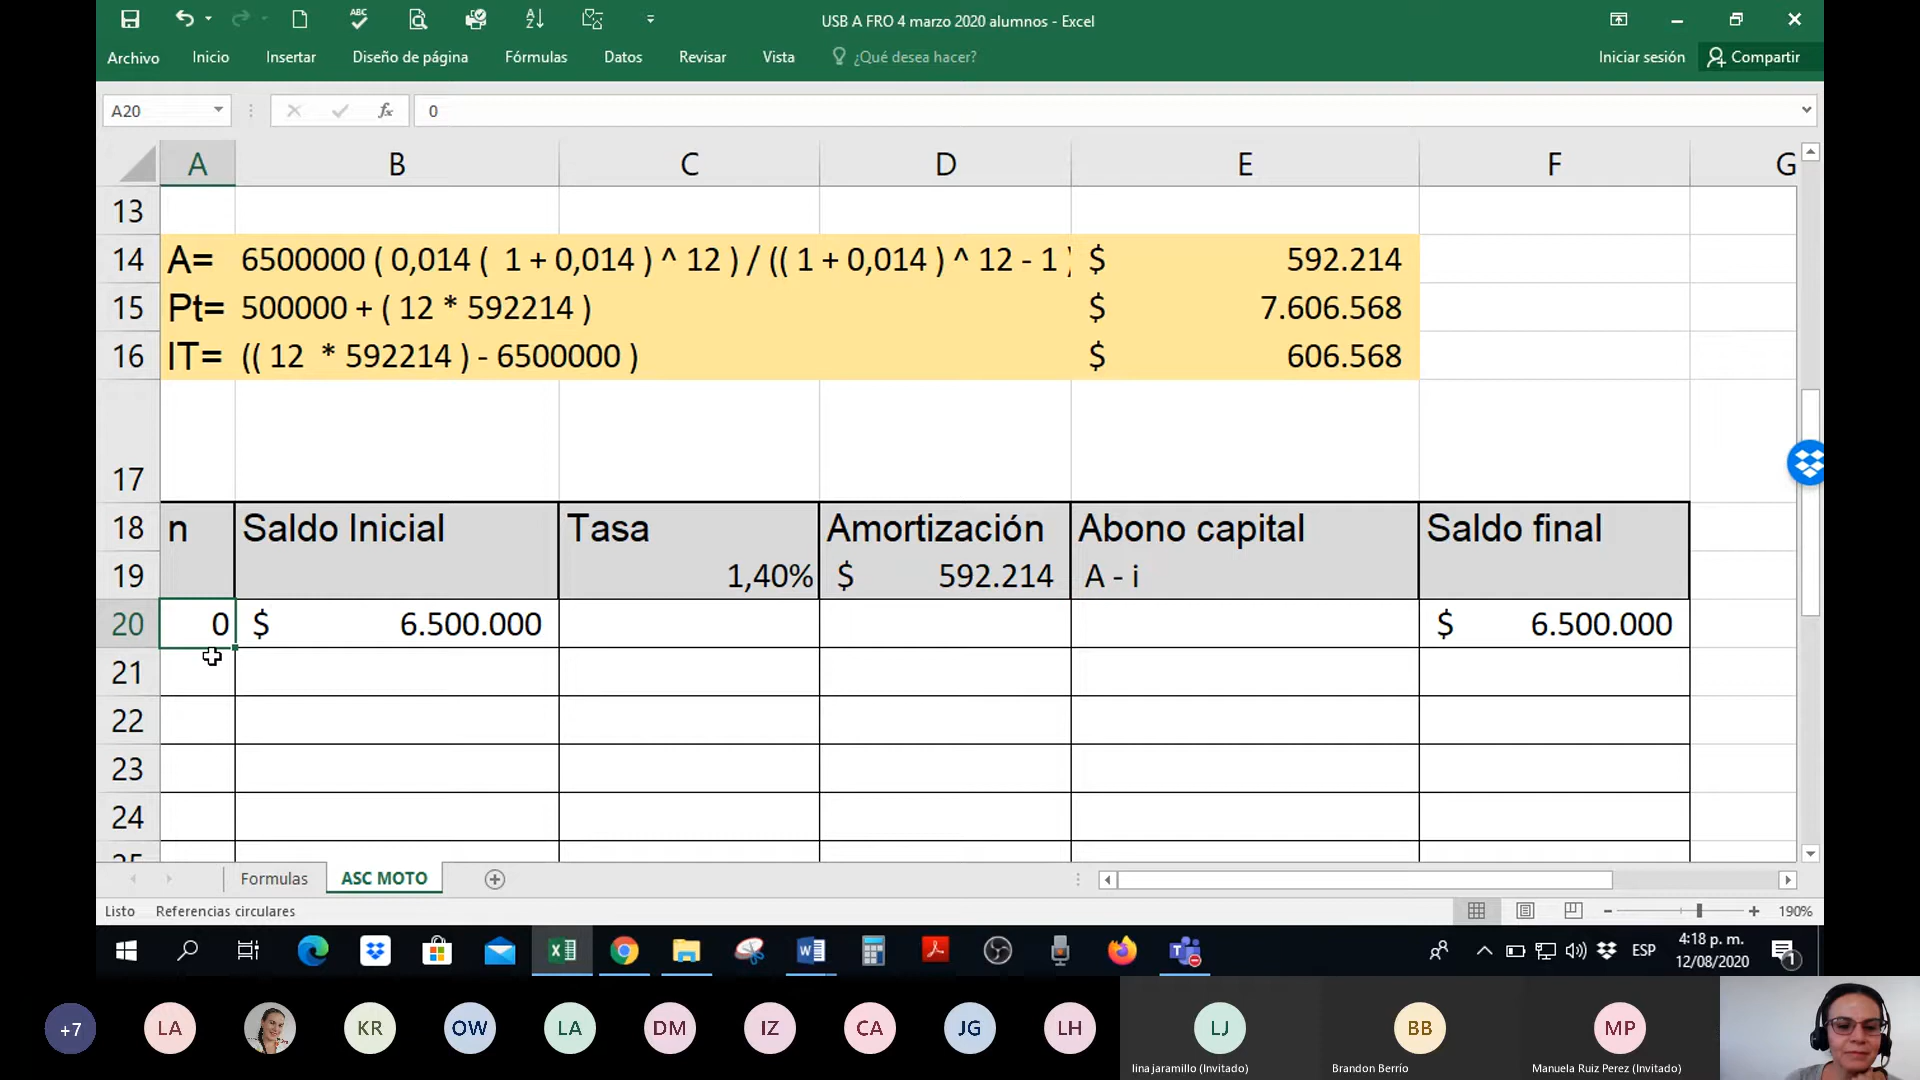 USB A FRO 4 marzo 2020 alumnos - Excel
Archivo Inicio Insertar Diseño de página Fórmulas Datos Revisar Vista ¿Qué desea hacer? Iniciar sesión Compartir
A20 fx 0
A B C D E F G
13
14 A= 6500000 ( 0,014 ( 1 + 0,014 ) ^ 12 ) / (( 1 + 0,014 ) ^ 12 - 1 ) $ 592.214
15 Pt= 500000 + ( 12 * 592214 ) $ 7.606.568
16 IT= (( 12 * 592214 ) - 6500000 ) $ 606.568
17
18 n Saldo Inicial Tasa Amortización Abono capital Saldo final
19 1,40% $ 592.214 A - i
20 0 $ 6.500.000 $ 6.500.000
21
22
23
24
25
Formulas ASC MOTO
Listo Referencias circulares 190%
ESP 4:18 p. m.
12/08/2020 1
+7 LA KR OW LA DM IZ CA JG LH LJ BB MP
lina jaramillo (Invitado) Brandon Berrío Manuela Ruiz Perez (Invitado)